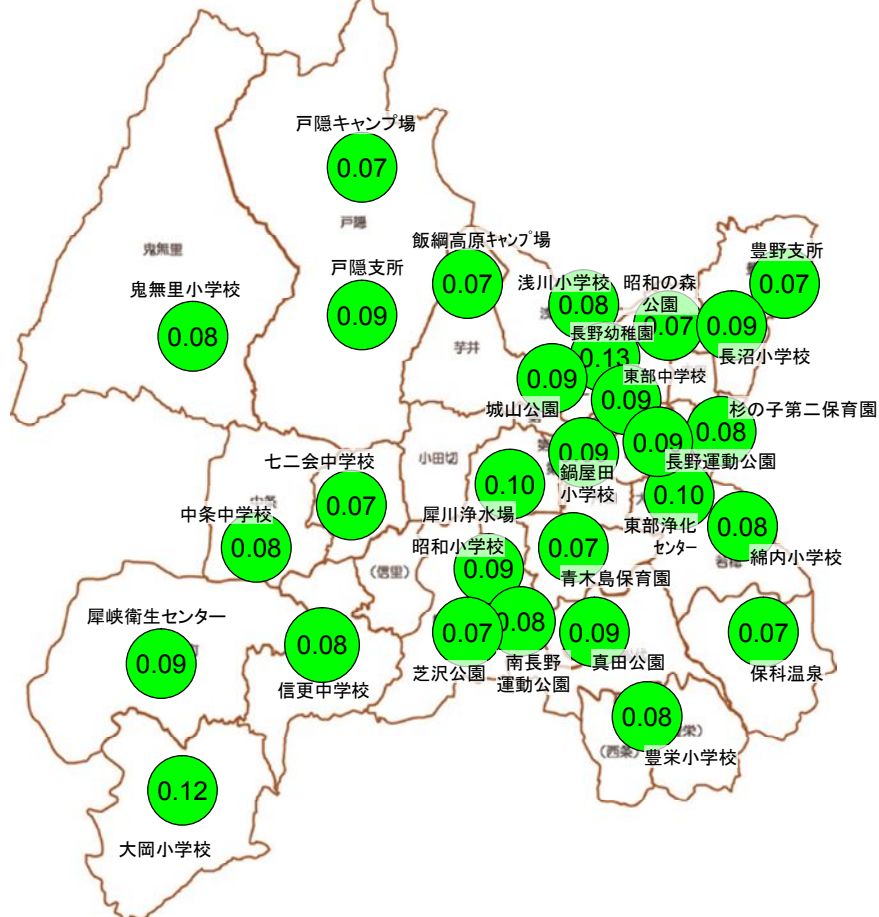 戸隠キャンプ場
0.07
戸隠
鬼無里
飯綱高原キャンプ場
0.07
戸隠支所
0.09
鬼無里小学校
0.08
浅川小学校
0.08
昭和の森
公園
0.07
豊野支所
0.07
0.09
長沼小学校
長野幼稚園
0.13
芋井
0.09
城山公園
東部中学校
0.09
杉の子第二保育園
0.08
0.09
長野運動公園
0.09
鍋屋田
小学校
小田切
七二会中学校
0.07
0.10
犀川浄水場
0.10
東部浄化
センター
中条
中条中学校
0.08
0.08
綿内小学校
昭和小学校
0.09
0.07
青木島保育園
(信里)
犀峡衛生センター
0.09
0.08
信更中学校
0.07
芝沢公園
0.08
南長野
運動公園
0.09
真田公園
0.07
保科温泉
0.08
豊栄小学校
(西条)
0.12
大岡小学校